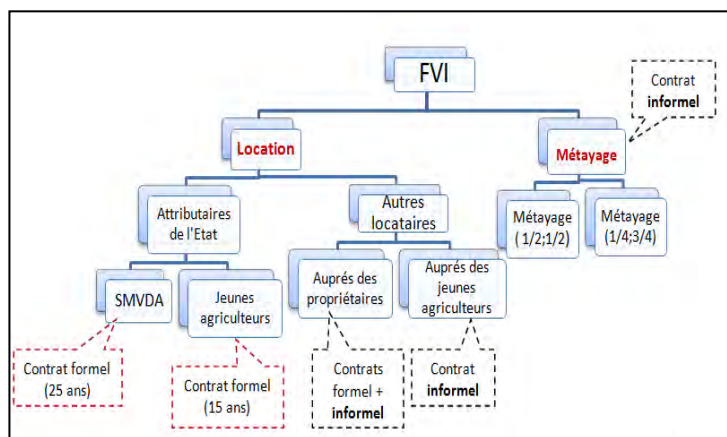 FVI
Contrat
informel
Location
Métayage
Attributaires
de l'Etat
Autres
locataires
Métayage
( 1/2;1/2)
Métayage
(1/4;3/4)
SMVDA
Jeunes
agriculteurs
Auprés des
propriétaires
Auprés des
jeunes
agriculteurs
Contrat formel
(25 ans)
Contrat formel
(15 ans)
Contrats
formel +
informel
Contrat
informel